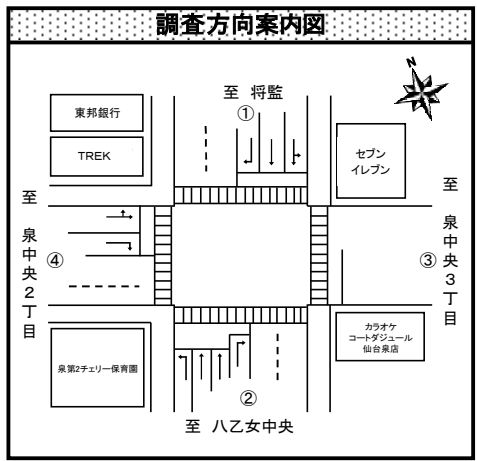 調査方向案内図
N
至 将監
①
東邦銀行
TREK
セブン
イレブン
至 泉中央2丁目
④
至 泉中央3丁目
③
カラオケ
コートダジュール
仙台泉店
泉第2チェリー保育園
②
至 八乙女中央